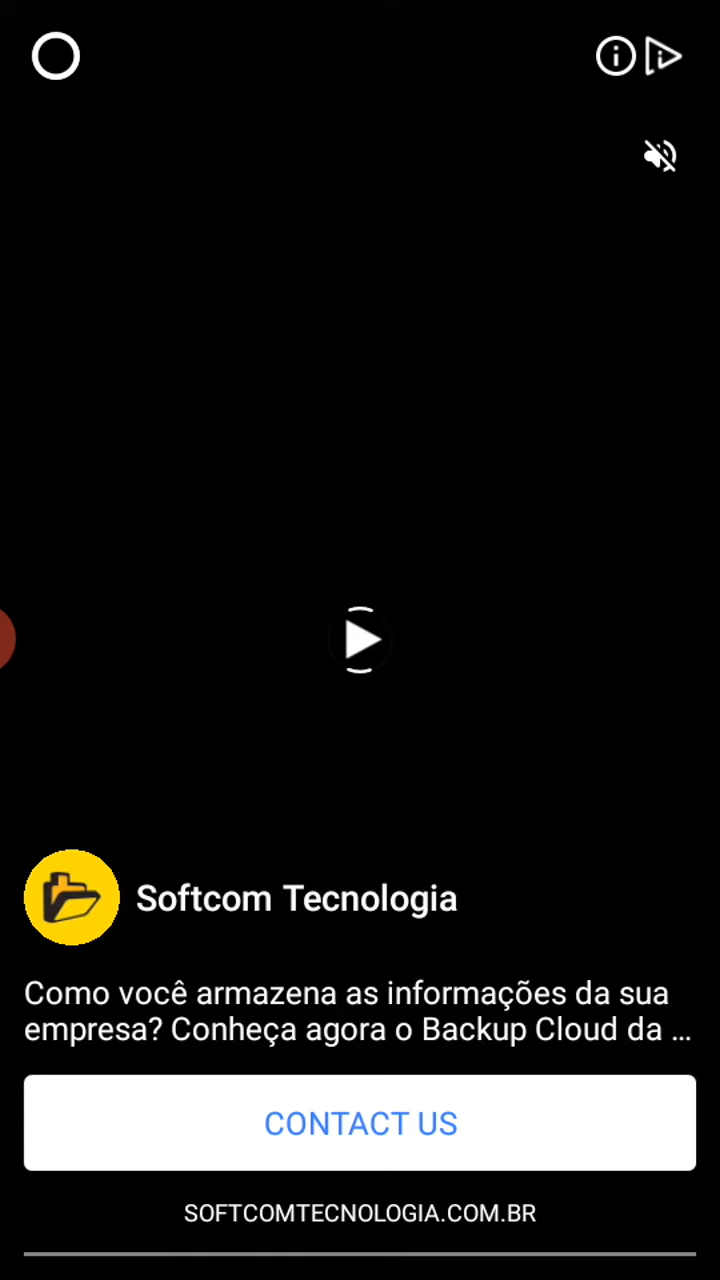 Softcom Tecnologia
Como você armazena as informações da sua
empresa? Conheça agora o Backup Cloud da ...
CONTACT US
SOFTCOMTECNOLOGIA.COM.BR